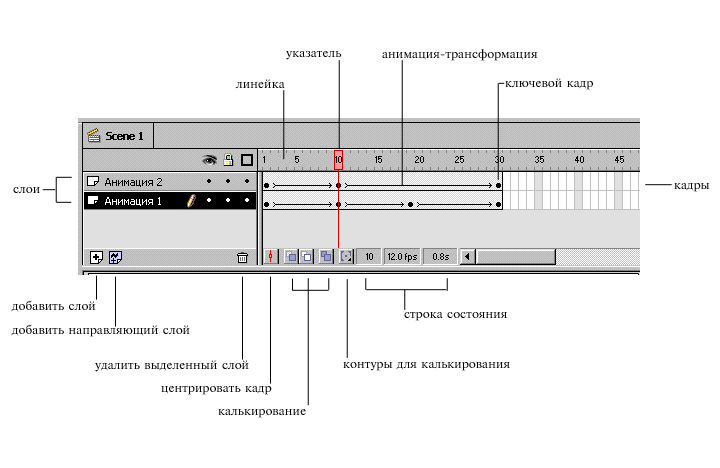 указатель
анимация-трансформация
линейка
ключевой кадр
Scene 1
1 5 10 15 20 25 30 35 40 45
Анимация 2
слои
кадры
Анимация 1
10 12.0 fps 0.8s
добавить слой
строка состояния
добавить направляющий слой
удалить выделенный слой
контуры для калькирования
центрировать кадр
калькирование